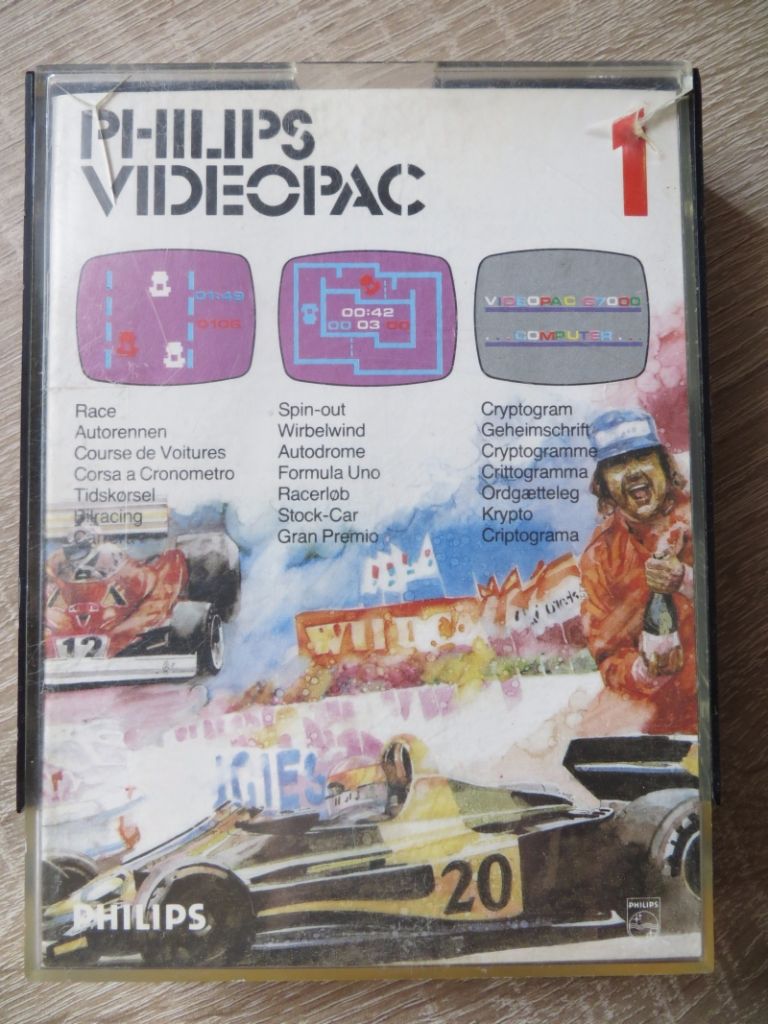 PHILIPS
VIDEOPAC
1
01:49
0106
00:42
00 03 00
VIDEOPAC G7000
...COMPUTER...
Race
Autorennen
Course de Voitures
Corsa a Cronometro
Tidskørsel
Bilracing
Carrera
Spin-out
Wirbelwind
Autodrome
Formula Uno
Racerløb
Stock-Car
Gran Premio
Cryptogram
Geheimschrift
Cryptogramme
Crittogramma
Ordgætteleg
Krypto
Criptograma
12
20
PHILIPS
PHILIPS